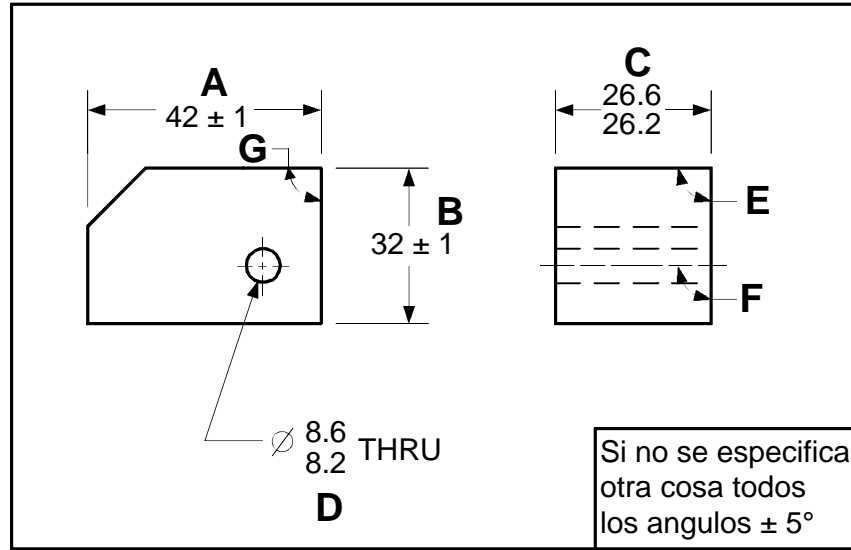 A
42 ± 1
C
26.6
26.2
G
B
32 ± 1
E
F
∅ 8.6
8.2 THRU
D
Si no se especifica
otra cosa todos
los angulos ± 5°